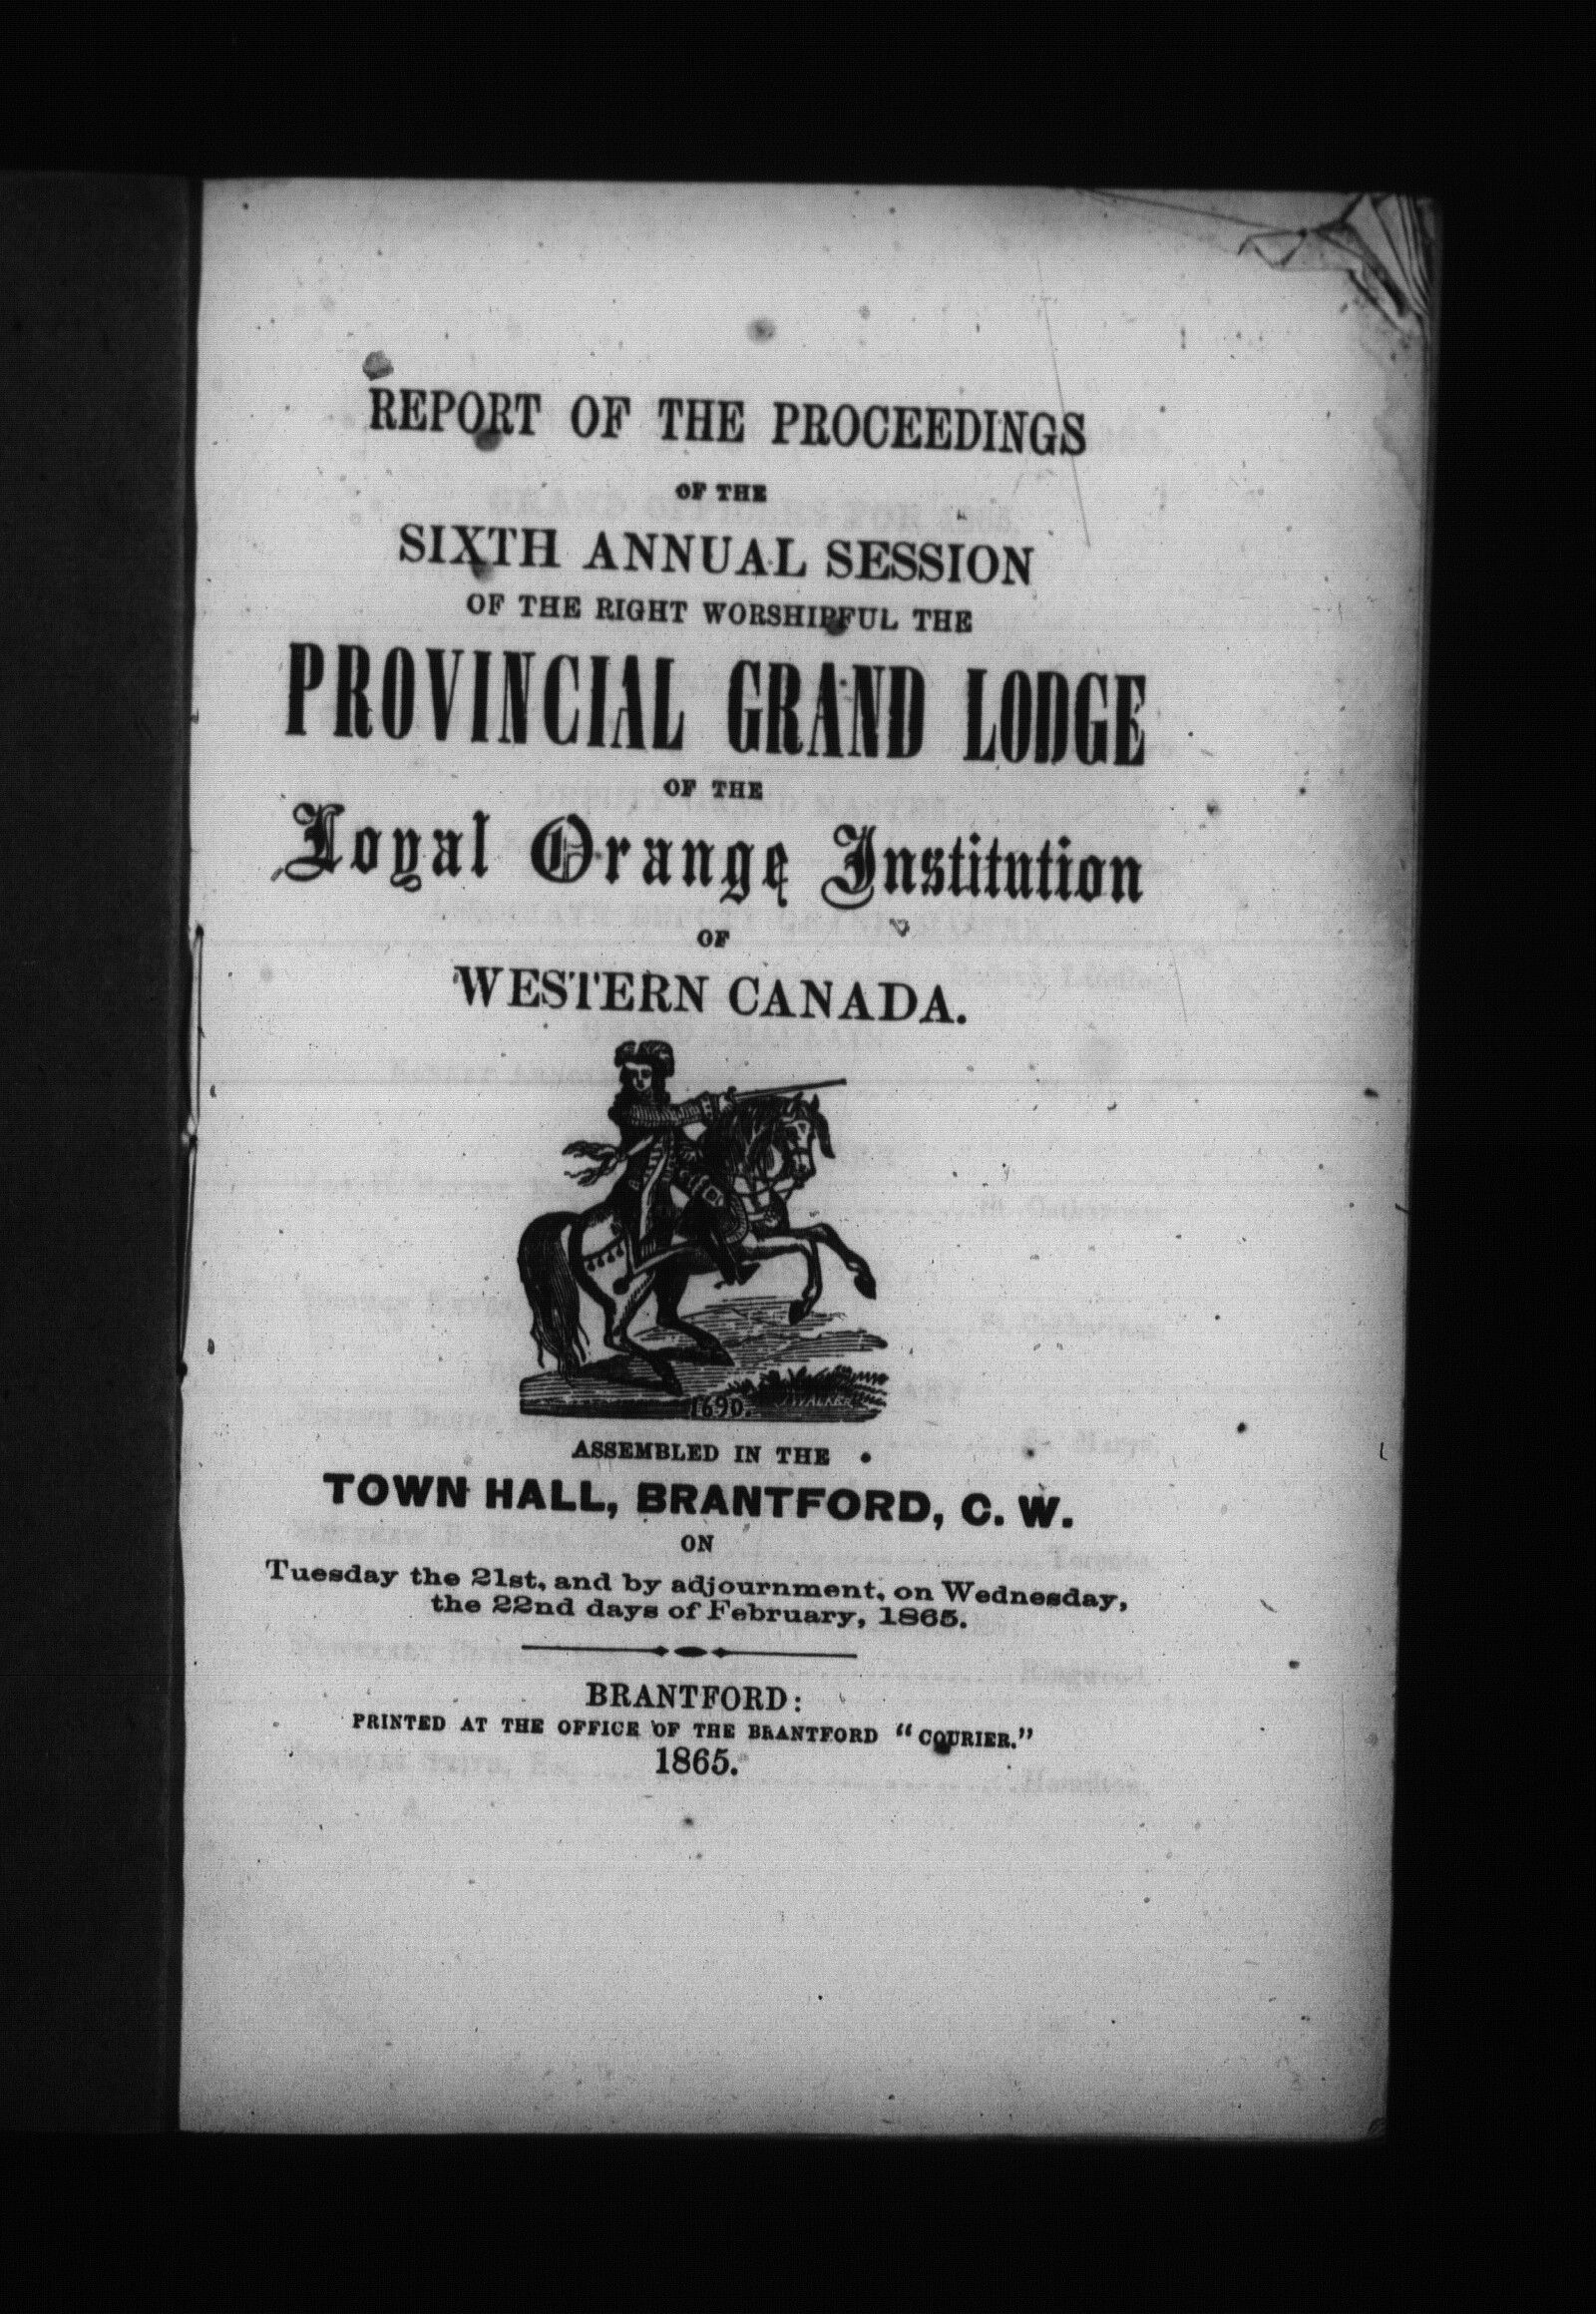 REPORT OF THE PROCEEDINGS
OF THE
SIXTH ANNUAL SESSION
OF THE RIGHT WORSHIPFUL THE
PROVINCIAL GRAND LODGE
OF THE
Loyal Orange Institution
OF
WESTERN CANADA.
1690.
WALKER
ASSEMBLED IN THE
TOWN HALL, BRANTFORD, C. W.
ON
Tuesday the 21st, and by adjournment, on Wednesday,
the 22nd days of February, 1865.
BRANTFORD:
PRINTED AT THE OFFICE OF THE BRANTFORD "COURIER."
1865.